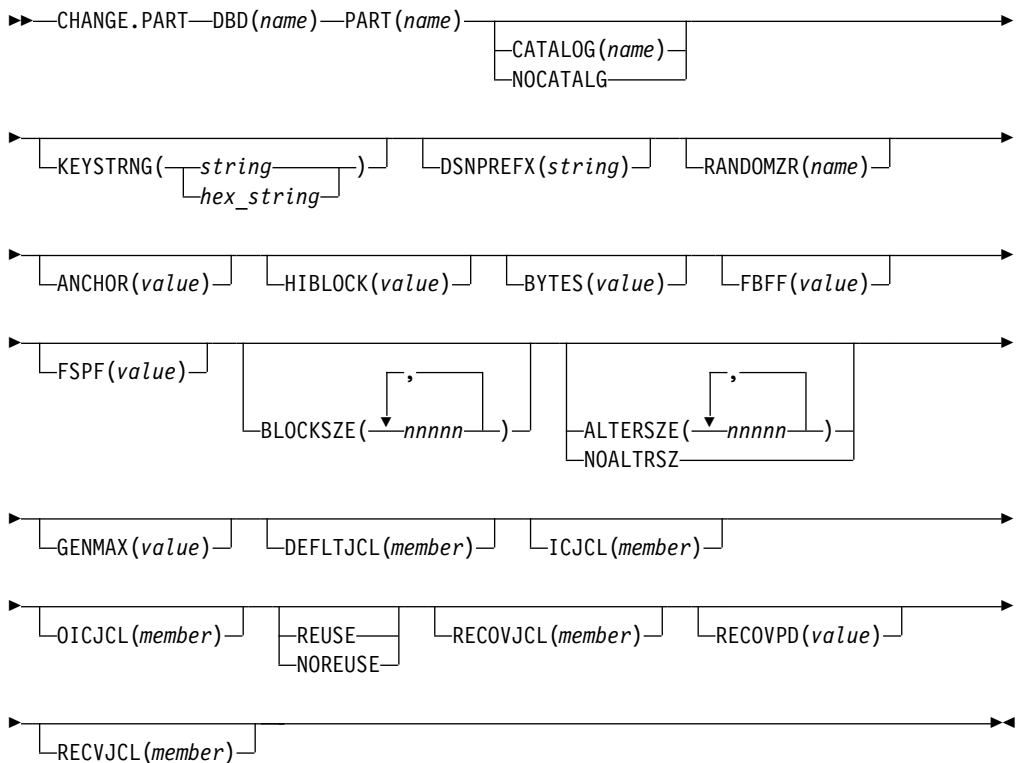 CHANGE.PART DBD(name) PART(name)
CATALOG(name)
NOCATALG
KEYSTRNG( string ) DSNPREFX(string) RANDOMZR(name)
hex_string
ANCHOR(value) HIBLOCK(value) BYTES(value) FBFF(value)
FSPF(value)
, ,
BLOCKSZE( nnnnn ) ALTERSZE( nnnnn )
NOALTRSZ
GENMAX(value) DEFLTJCL(member) ICJCL(member)
OICJCL(member) REUSE RECOVJCL(member) RECOVPD(value)
NOREUSE
RECVJCL(member)